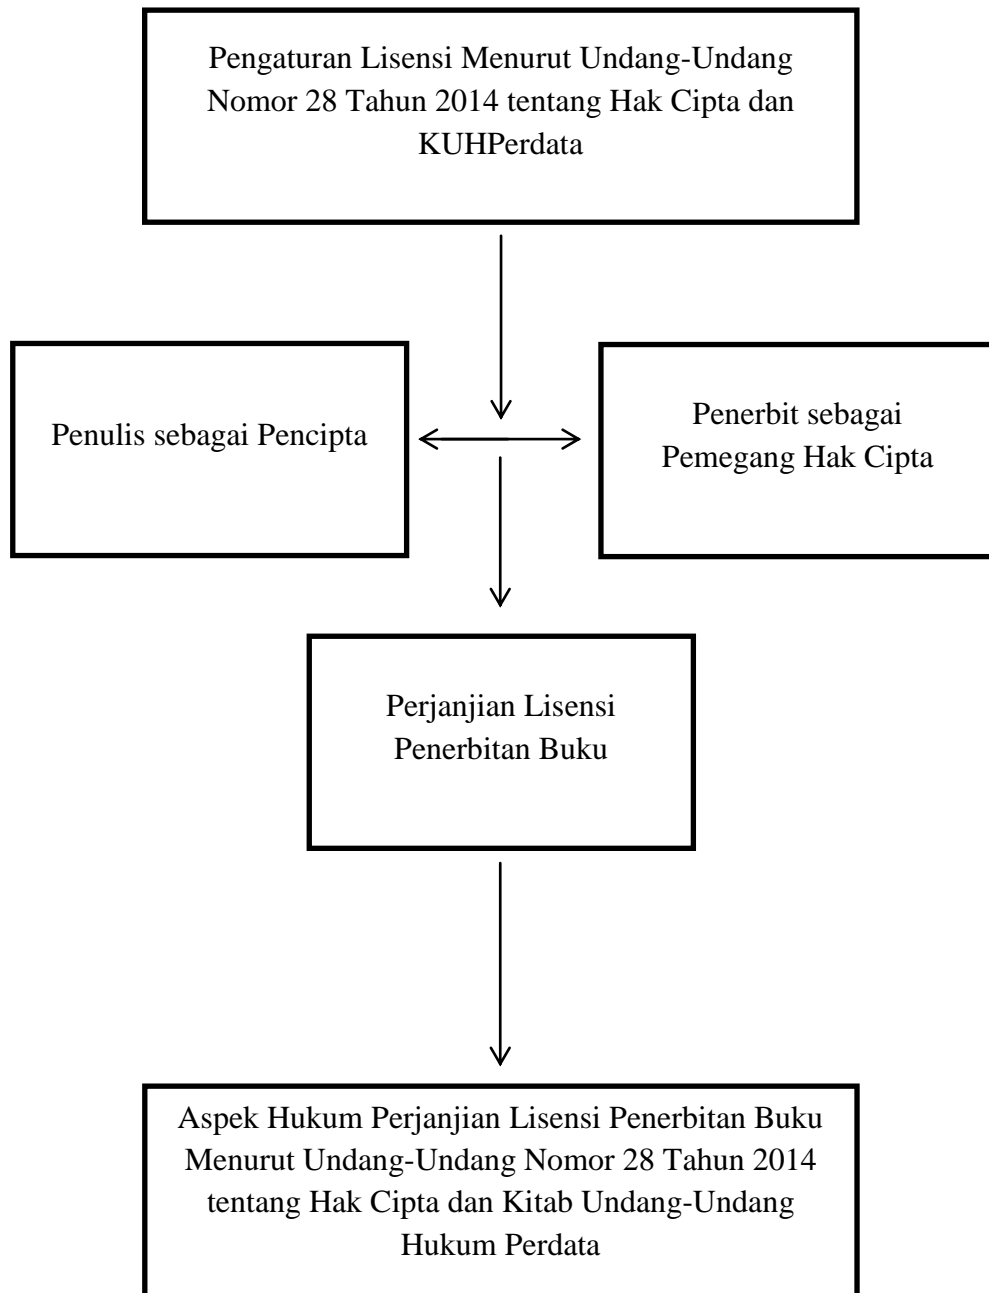 Pengaturan Lisensi Menurut Undang-Undang
Nomor 28 Tahun 2014 tentang Hak Cipta dan
KUHPerdata
Penulis sebagai Pencipta
Penerbit sebagai
Pemegang Hak Cipta
Perjanjian Lisensi
Penerbitan Buku
Aspek Hukum Perjanjian Lisensi Penerbitan Buku
Menurut Undang-Undang Nomor 28 Tahun 2014
tentang Hak Cipta dan Kitab Undang-Undang
Hukum Perdata